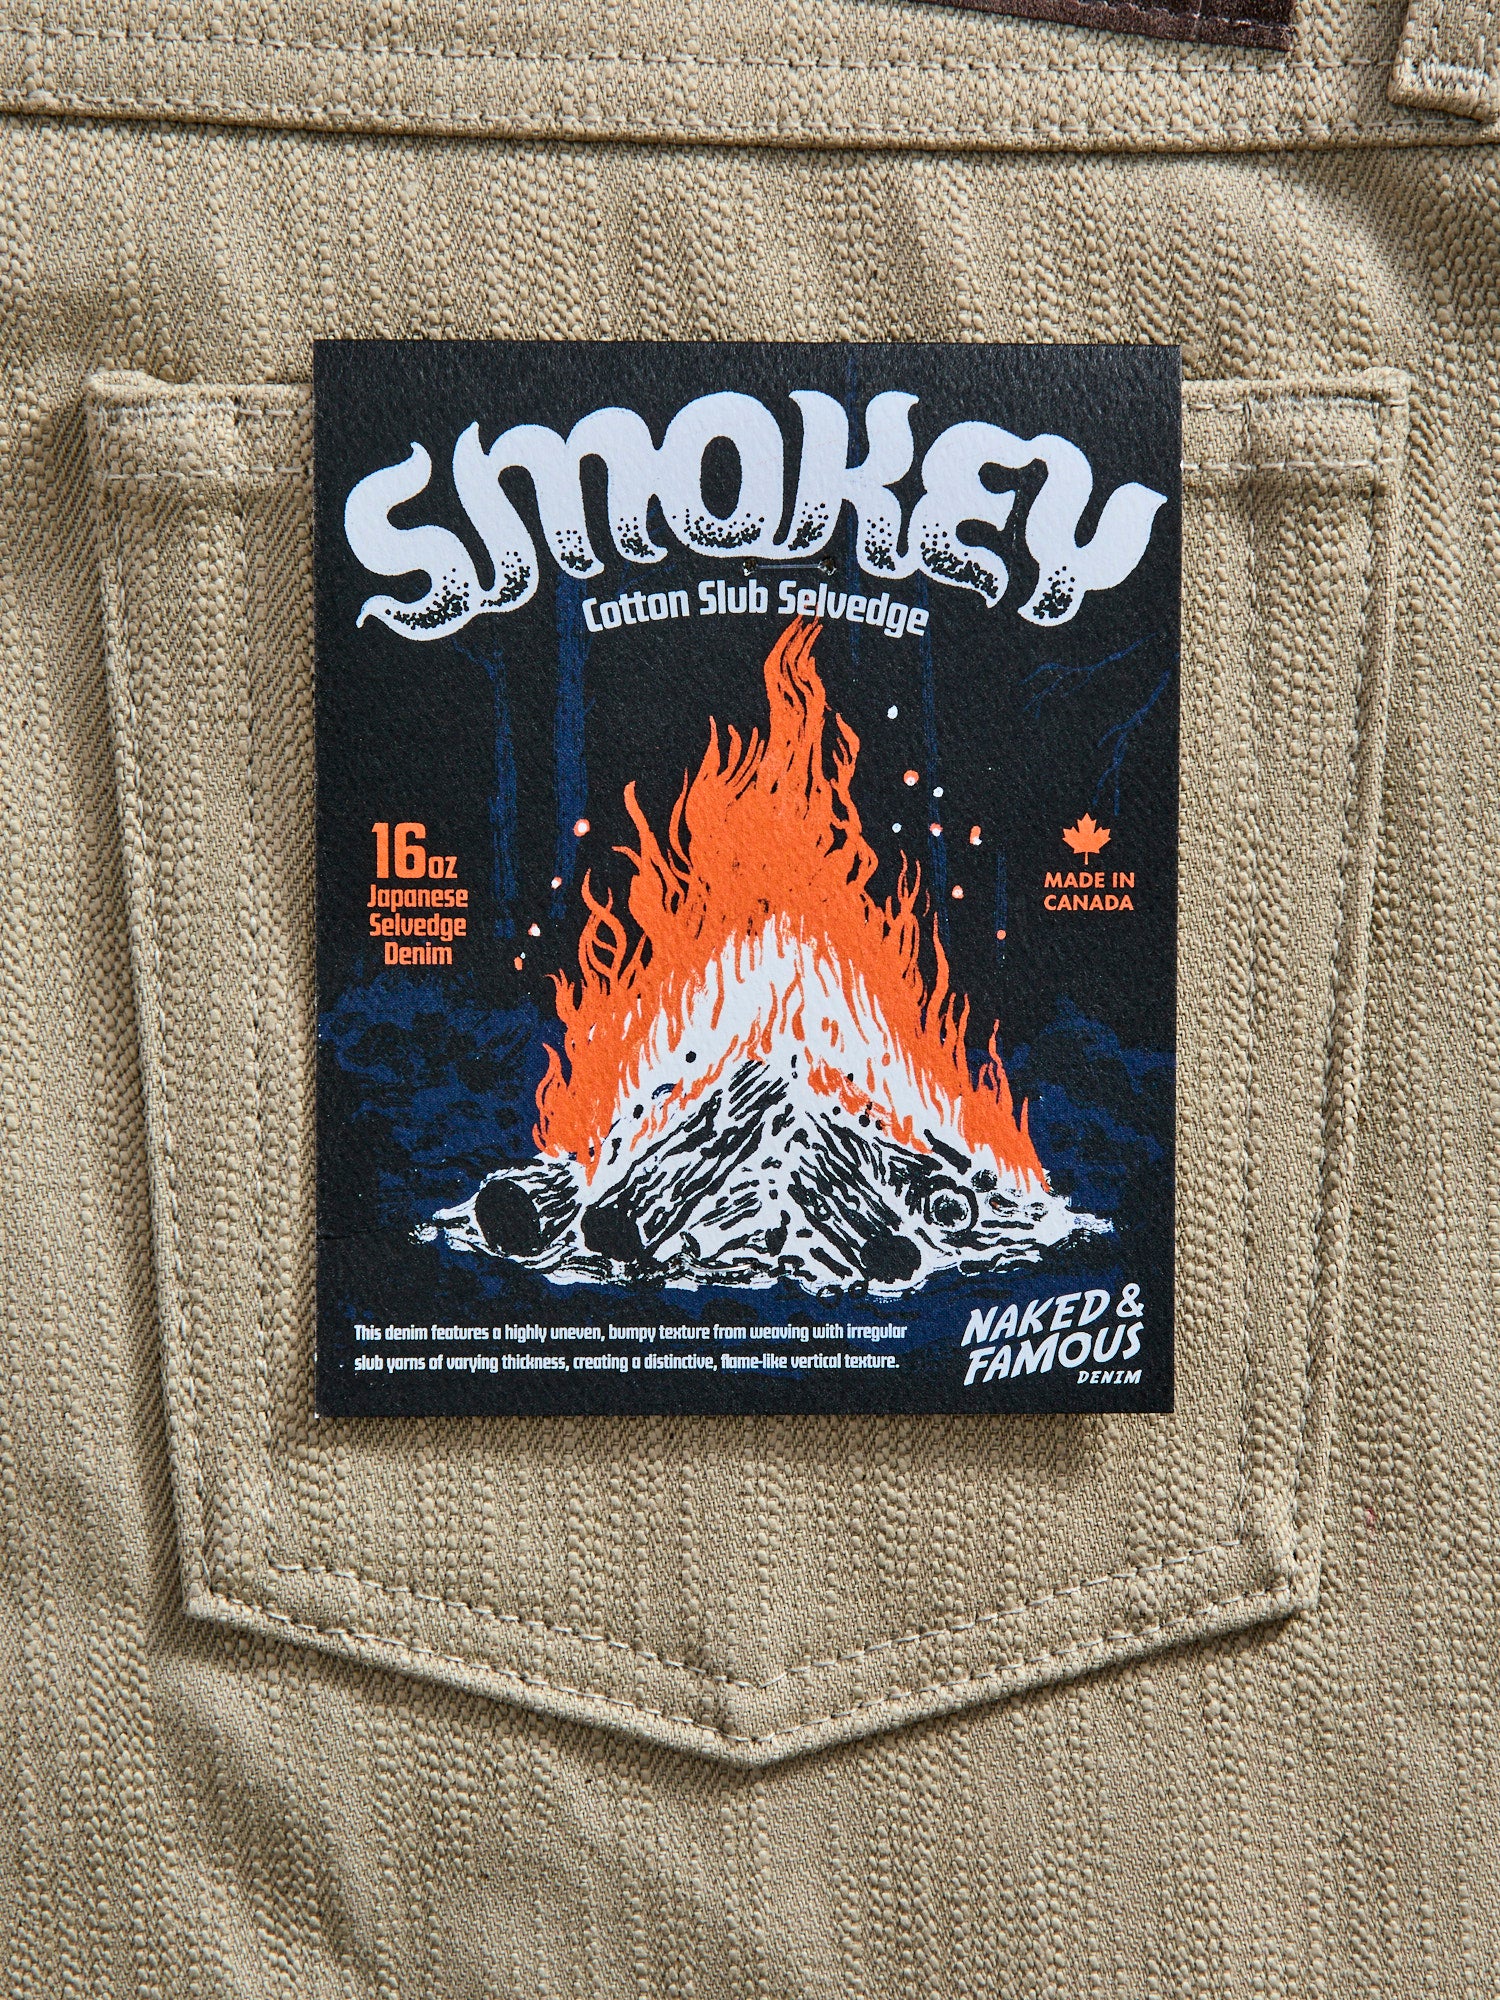 SMOKEY
Cotton Slub Selvedge
16oz
Japanese
Selvedge
Denim
MADE IN
CANADA
This denim features a highly uneven, bumpy texture from weaving with irregular
slub yarns of varying thickness, creating a distinctive, flame-like vertical texture.
NAKED &
FAMOUS
DENIM